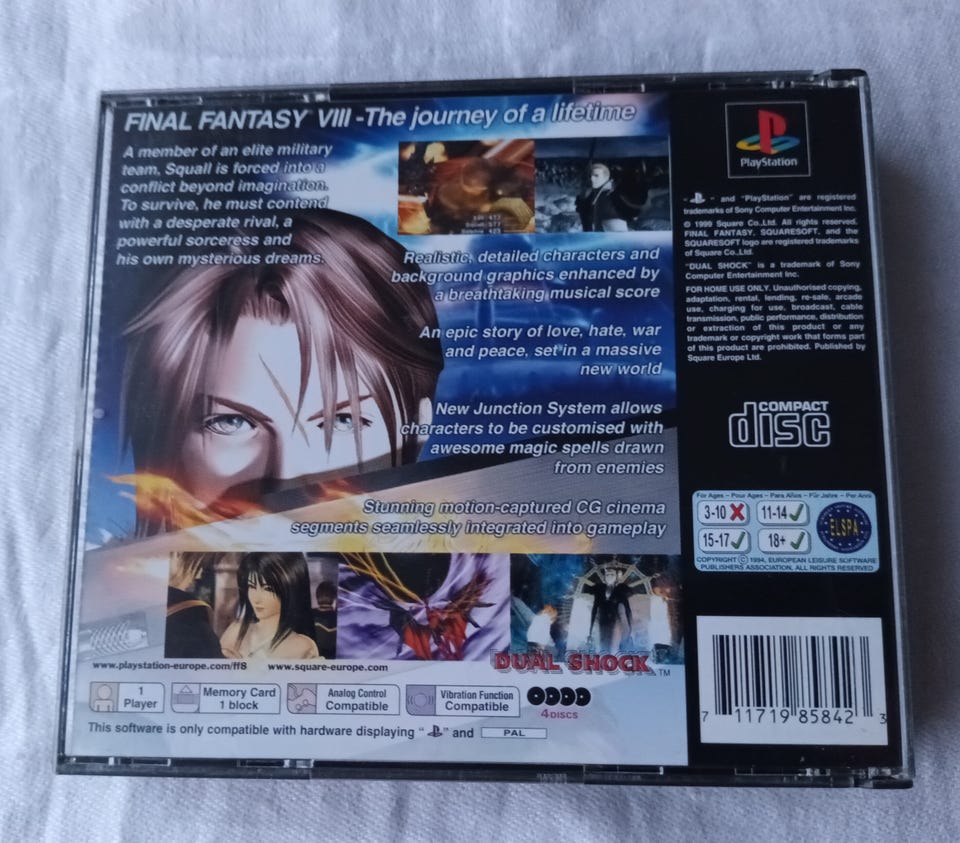 FINAL FANTASY VIII - The journey of a lifetime
A member of an elite military
team, Squall is forced into a
conflict beyond imagination.
To survive, he must contend
with a desperate rival, a
powerful sorceress and
his own mysterious dreams.
Realistic, detailed characters and
background graphics enhanced by
a breathtaking musical score
An epic story of love, hate, war
and peace, set in a massive
new world
New Junction System allows
characters to be customised with
awesome magic spells drawn
from enemies
Stunning motion-captured CG cinema
segments seamlessly integrated into gameplay
www.playstation-europe.com/ff8 www.square-europe.com
DUAL SHOCK™
1
Player
Memory Card
1 block
Analog Control
Compatible
Vibration Function
Compatible
4 DISCS
This software is only compatible with hardware displaying " " and PAL
PlayStation
" " and "PlayStation" are registered
trademarks of Sony Computer Entertainment Inc.
© 1999 Square Co.,Ltd. All rights reserved.
FINAL FANTASY, SQUARESOFT, and the
SQUARESOFT logo are registered trademarks
of Square Co.,Ltd.
"DUAL SHOCK" is a trademark of Sony
Computer Entertainment Inc.
FOR HOME USE ONLY. Unauthorised copying,
adaptation, rental, lending, re-sale, arcade
use, charging for use, broadcast, cable
transmission, public performance, distribution
or extraction of this product or any
trademark or copyright work that forms part
of this product are prohibited. Published by
Square Europe Ltd.
COMPACT
disc
For Ages - Pour Ages - Para Años - Für Jahre - Per Anni
3-10 11-14
15-17 18+
ELSPA
COPYRIGHT © 1994, EUROPEAN LEISURE SOFTWARE
PUBLISHERS ASSOCIATION, ALL RIGHTS RESERVED
7 11719 85842 3